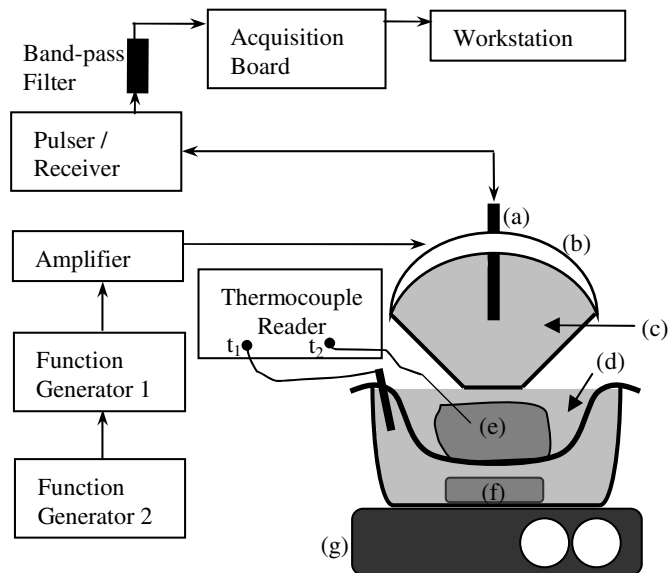 Band-pass
Filter
Acquisition
Board
Workstation
Pulser /
Receiver
(a)
(b)
Amplifier
Thermocouple
Reader
t1
t2
(c)
(d)
Function
Generator 1
(e)
Function
Generator 2
(f)
(g)